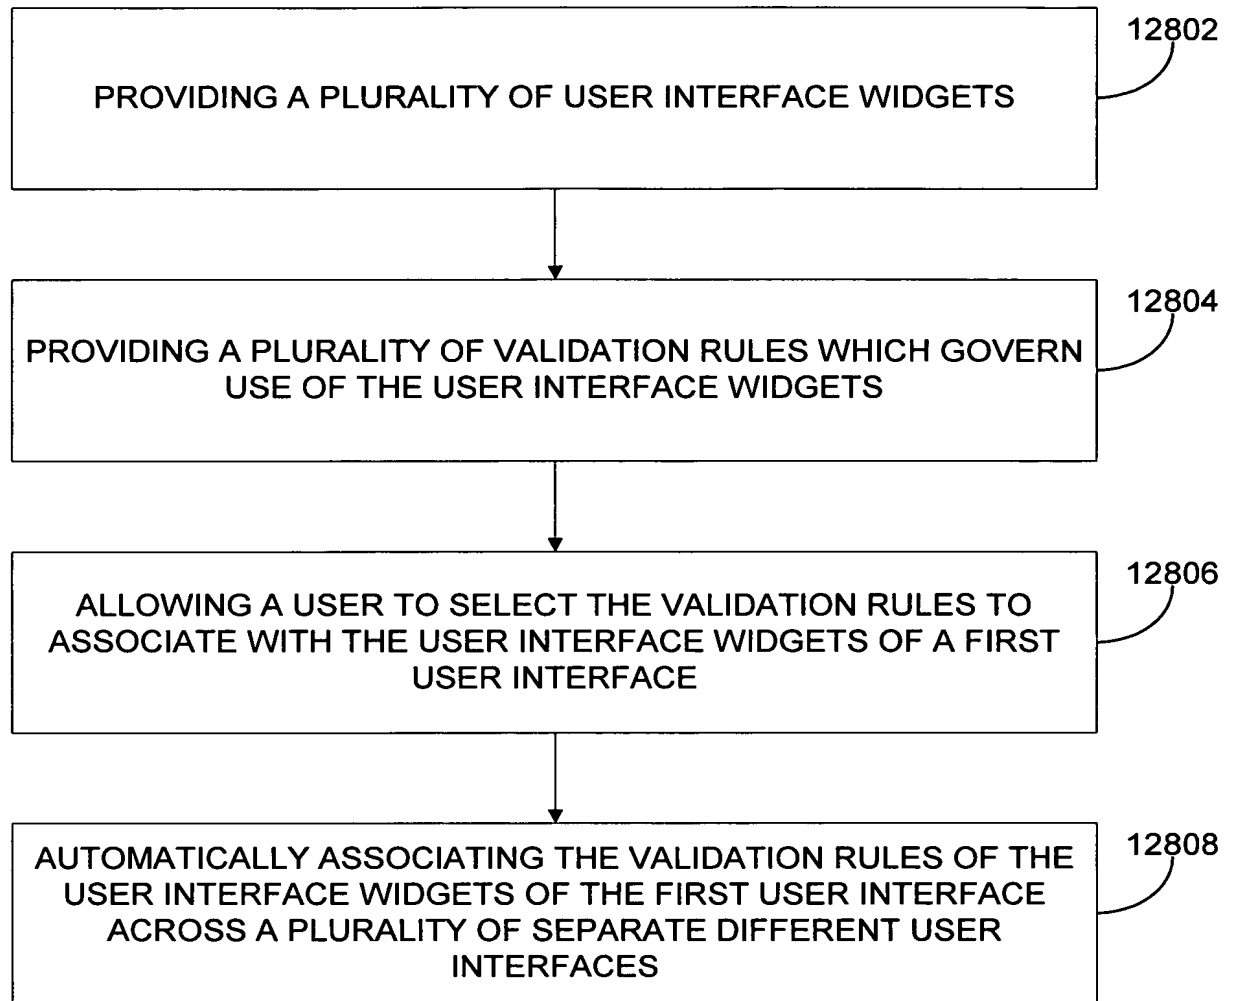 12802
PROVIDING A PLURALITY OF USER INTERFACE WIDGETS
12804
PROVIDING A PLURALITY OF VALIDATION RULES WHICH GOVERN
USE OF THE USER INTERFACE WIDGETS
12806
ALLOWING A USER TO SELECT THE VALIDATION RULES TO
ASSOCIATE WITH THE USER INTERFACE WIDGETS OF A FIRST
USER INTERFACE
12808
AUTOMATICALLY ASSOCIATING THE VALIDATION RULES OF THE
USER INTERFACE WIDGETS OF THE FIRST USER INTERFACE
ACROSS A PLURALITY OF SEPARATE DIFFERENT USER
INTERFACES